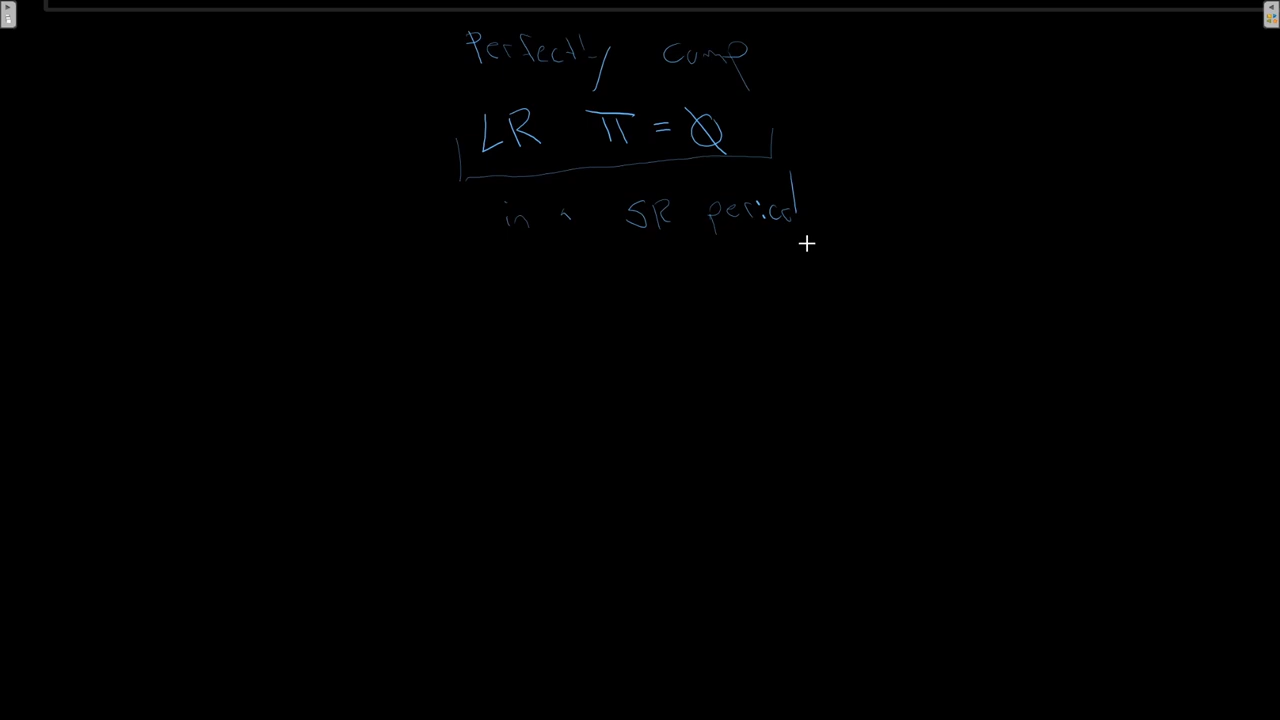 Perfectly comp
LR π = 0
in a SR period